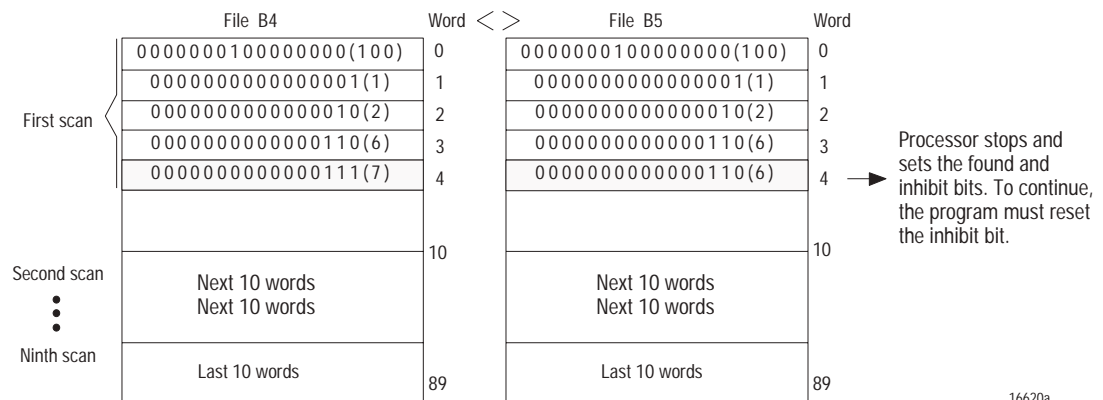 File B4 Word < > File B5 Word
0000000100000000(100) 0 0000000100000000(100) 0
0000000000000001(1) 1 0000000000000001(1) 1
First scan
0000000000000010(2) 2 0000000000000010(2) 2
0000000000000110(6) 3 0000000000000110(6) 3
0000000000000111(7) 4 0000000000000110(6) 4
Processor stops and
sets the found and
inhibit bits. To continue,
the program must reset
the inhibit bit.
10 10
Second scan
Next 10 words Next 10 words
Next 10 words Next 10 words
Ninth scan
Last 10 words 89 Last 10 words 89
16620a